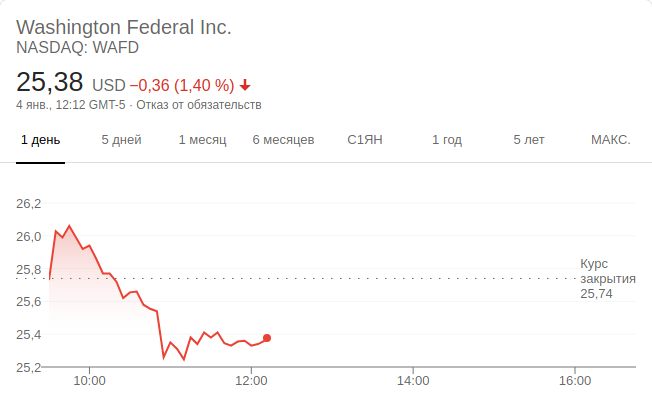 Washington Federal Inc.
NASDAQ: WAFD
25,38 USD −0,36 (1,40 %)
4 янв., 12:12 GMT-5 · Отказ от обязательств
1 день 5 дней 1 месяц 6 месяцев С1ЯН 1 год 5 лет МАКС.
26,2
26,0
25,8
25,6
25,4
25,2
Курс
закрытия
25,74
10:00 12:00 14:00 16:00